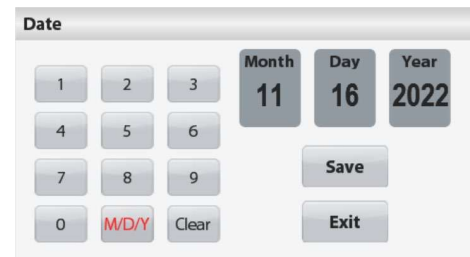 Date
Month Day Year
11 16 2022
1 2 3
4 5 6
7 8 9
0 M/D/Y Clear
Save
Exit